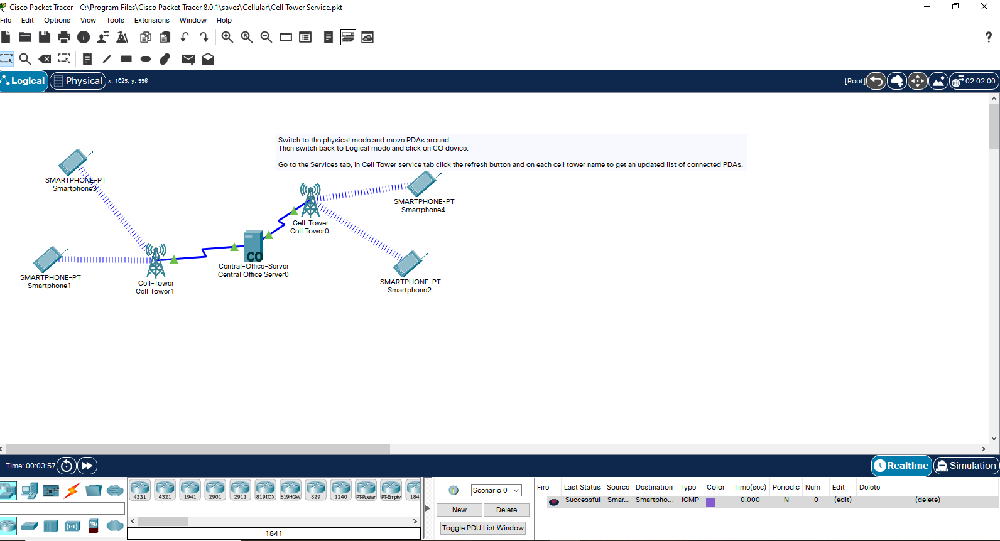 Cisco Packet Tracer - C:\Program Files\Cisco Packet Tracer 8.0.1\saves\Cellular\Cell Tower Service.pkt
File Edit Options View Tools Extensions Window Help
?
Logical Physical x: 1025, y: 556 [Root] 02:02:00
Switch to the physical mode and move PDAs around.
Then switch back to Logical mode and click on CO device.
Go to the Services tab, in Cell Tower service tab click the refresh button and on each cell tower name to get an updated list of connected PDAs.
SMARTPHONE-PT
Smartphone3
SMARTPHONE-PT
Smartphone4
Cell-Tower
Cell Tower0
CO
Central-Office-Server
Central Office Server0
SMARTPHONE-PT
Smartphone1
Cell-Tower
Cell Tower1
SMARTPHONE-PT
Smartphone2
Time: 00:03:57 Realtime Simulation
4331 4321 1941 2901 2911 819IOX 819HGW 829 1240 PT-Router PT-Empty 184
1841
Scenario 0
New Delete
Toggle PDU List Window
Fire Last Status Source Destination Type Color Time(sec) Periodic Num Edit Delete
Successful Smar... Smartpho... ICMP 0.000 N 0 (edit) (delete)